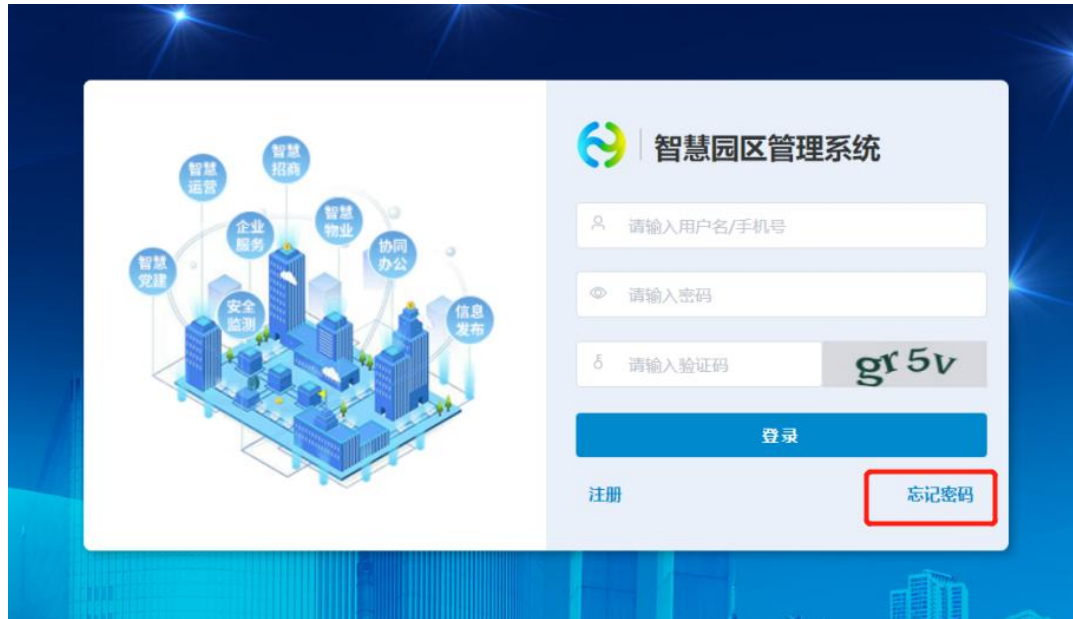 智慧园区管理系统
智慧
运营
智慧
招商
企业
服务
智慧
物业
协同
办公
智慧
党建
安全
监测
信息
发布
请输入用户名/手机号
请输入密码
请输入验证码
gr5v
登录
注册
忘记密码